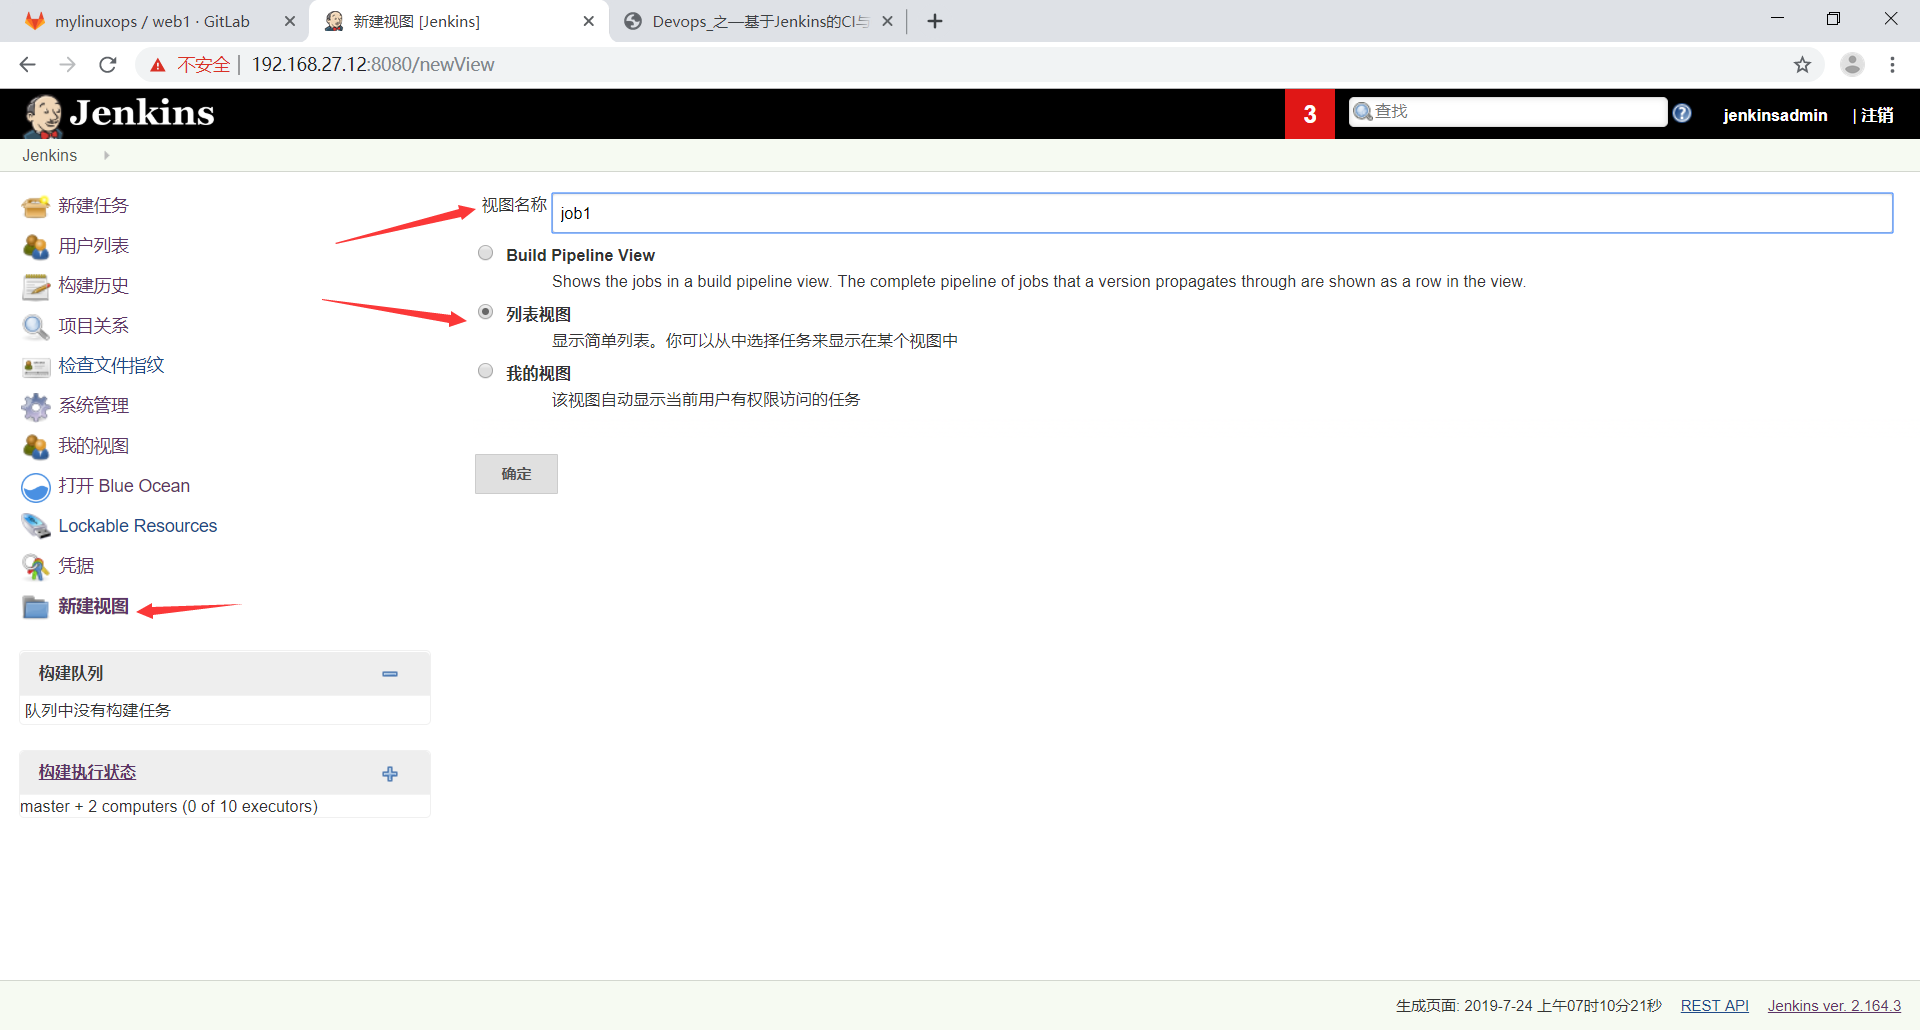 mylinuxops / web1 · GitLab
新建视图 [Jenkins]
Devops_之—基于Jenkins的CI与
不安全 | 192.168.27.12:8080/newView
Jenkins
3
查找
jenkinsadmin
| 注销
Jenkins
新建任务
用户列表
构建历史
项目关系
检查文件指纹
系统管理
我的视图
打开 Blue Ocean
Lockable Resources
凭据
新建视图
构建队列
队列中没有构建任务
构建执行状态
master + 2 computers (0 of 10 executors)
视图名称
job1
Build Pipeline View
Shows the jobs in a build pipeline view. The complete pipeline of jobs that a version propagates through are shown as a row in the view.
列表视图
显示简单列表。你可以从中选择任务来显示在某个视图中
我的视图
该视图自动显示当前用户有权限访问的任务
确定
生成页面: 2019-7-24 上午07时10分21秒 REST API Jenkins ver. 2.164.3